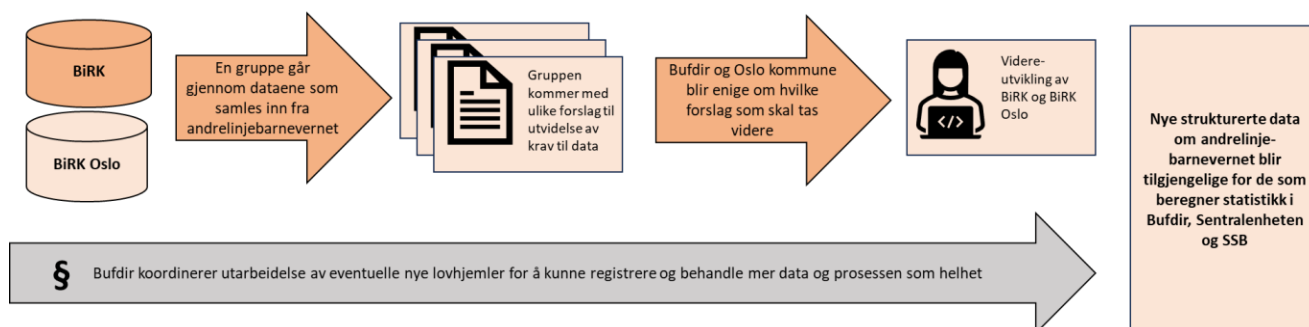 BiRK
BiRK Oslo
En gruppe går
gjennom dataene som
samles inn fra
andrelinjebarnevernet
Gruppen
kommer med
ulike forslag til
utvidelse av
krav til data
Bufdir og Oslo kommune
blir enige om hvilke
forslag som skal tas
videre
</>
Videre-
utvikling av
BiRK og BiRK
Oslo
Nye strukturerte data
om andrelinje-
barnevernet blir
tilgjengelige for de som
beregner statistikk i
Bufdir, Sentralenheten
og SSB
§ Bufdir koordinerer utarbeidelse av eventuelle nye lovhjemler for å kunne registrere og behandle mer data og prosessen som helhet